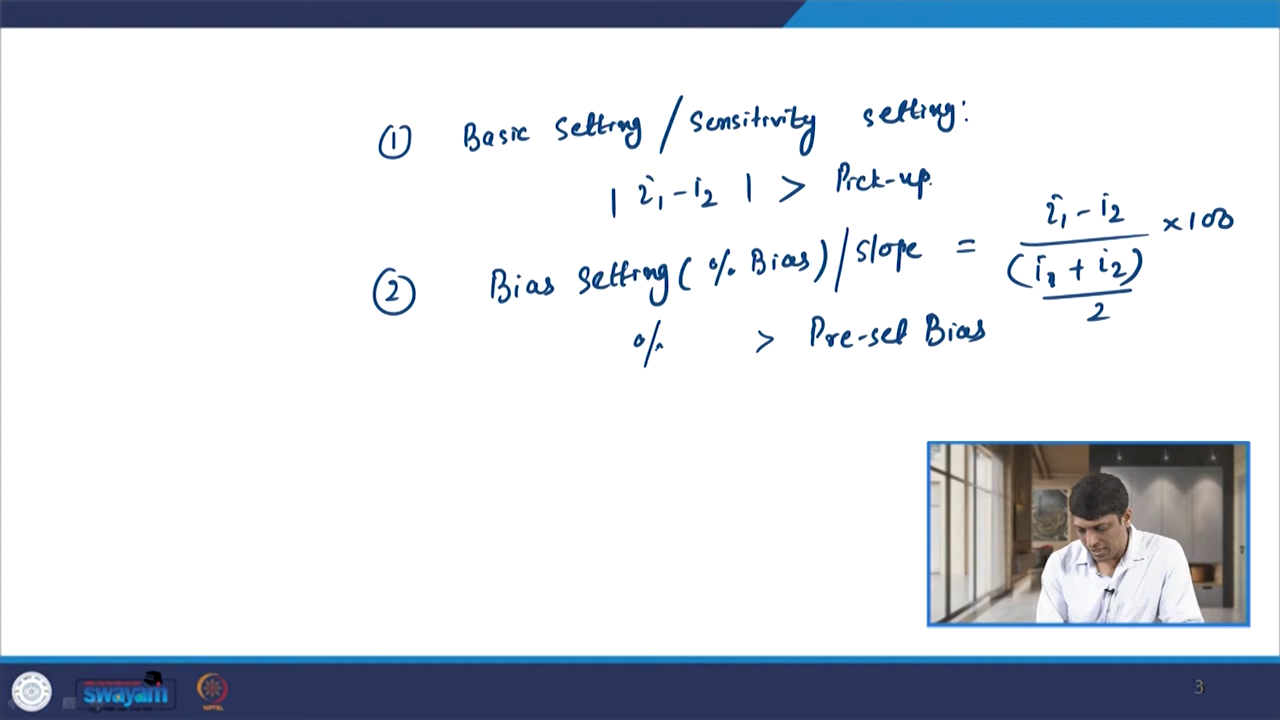 ① Basic Setting / Sensitivity setting:
| i₁ - i₂ | > Pick-up.
② Bias Setting ( % Bias ) / Slope = i₁ - i₂ / (i₁ + i₂) / 2 × 100
% > Pre-set Bias
swayam
NPTEL
3